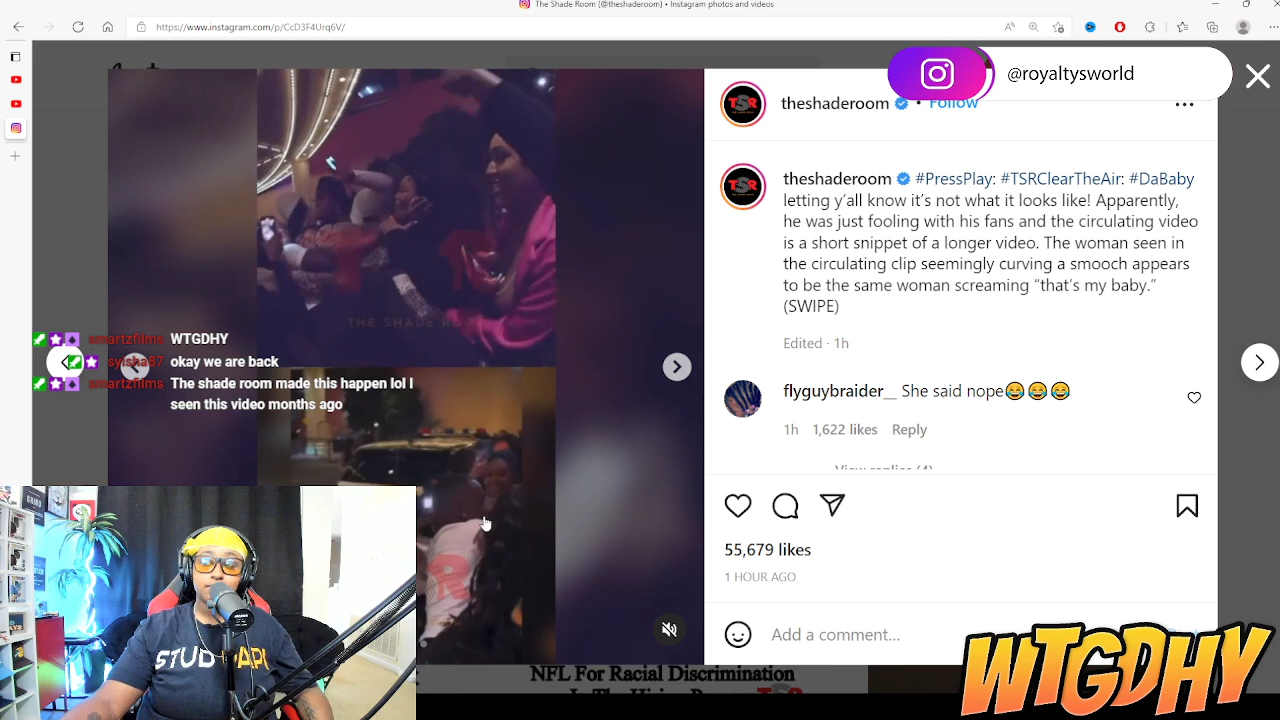 The Shade Room (@theshaderoom) • Instagram photos and videos
https://www.instagram.com/p/CcD3F4Urq6V/
@royaltysworld
theshaderoom • Follow
theshaderoom #PressPlay: #TSRClearTheAir: #DaBaby
letting y'all know it's not what it looks like! Apparently,
he was just fooling with his fans and the circulating video
is a short snippet of a longer video. The woman seen in
the circulating clip seemingly curving a smooch appears
to be the same woman screaming "that's my baby."
(SWIPE)
Edited · 1h
flyguybraider__ She said nope😂😂😂
1h 1,622 likes Reply
View replies (4)
55,679 likes
1 HOUR AGO
Add a comment...
THE SHADE ROOM
smartzfilms WTGDHY
syisha87 okay we are back
smartzfilms The shade room made this happen lol I
seen this video months ago
GRIND
STUD PAPI
NFL For Racial Discrimination
WTGDHY